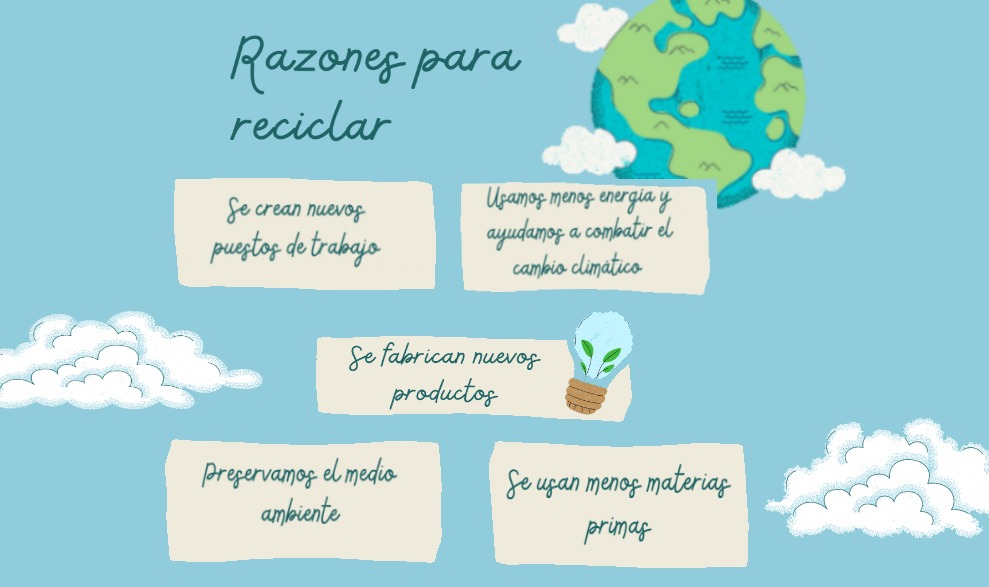 Razones para
reciclar
Se crean nuevos
puestos de trabajo
Usamos menos energía y
ayudamos a combatir el
cambio climático
Se fabrican nuevos
productos
Preservamos el medio
ambiente
Se usan menos materias
primas